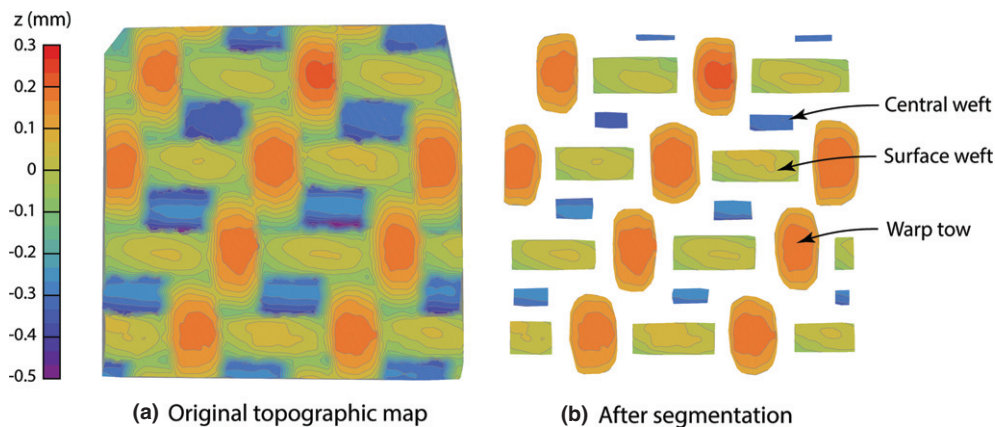 z (mm)
0.3
0.2
0.1
0
-0.1
-0.2
-0.3
-0.4
-0.5
Central weft
Surface weft
Warp tow
(a) Original topographic map
(b) After segmentation